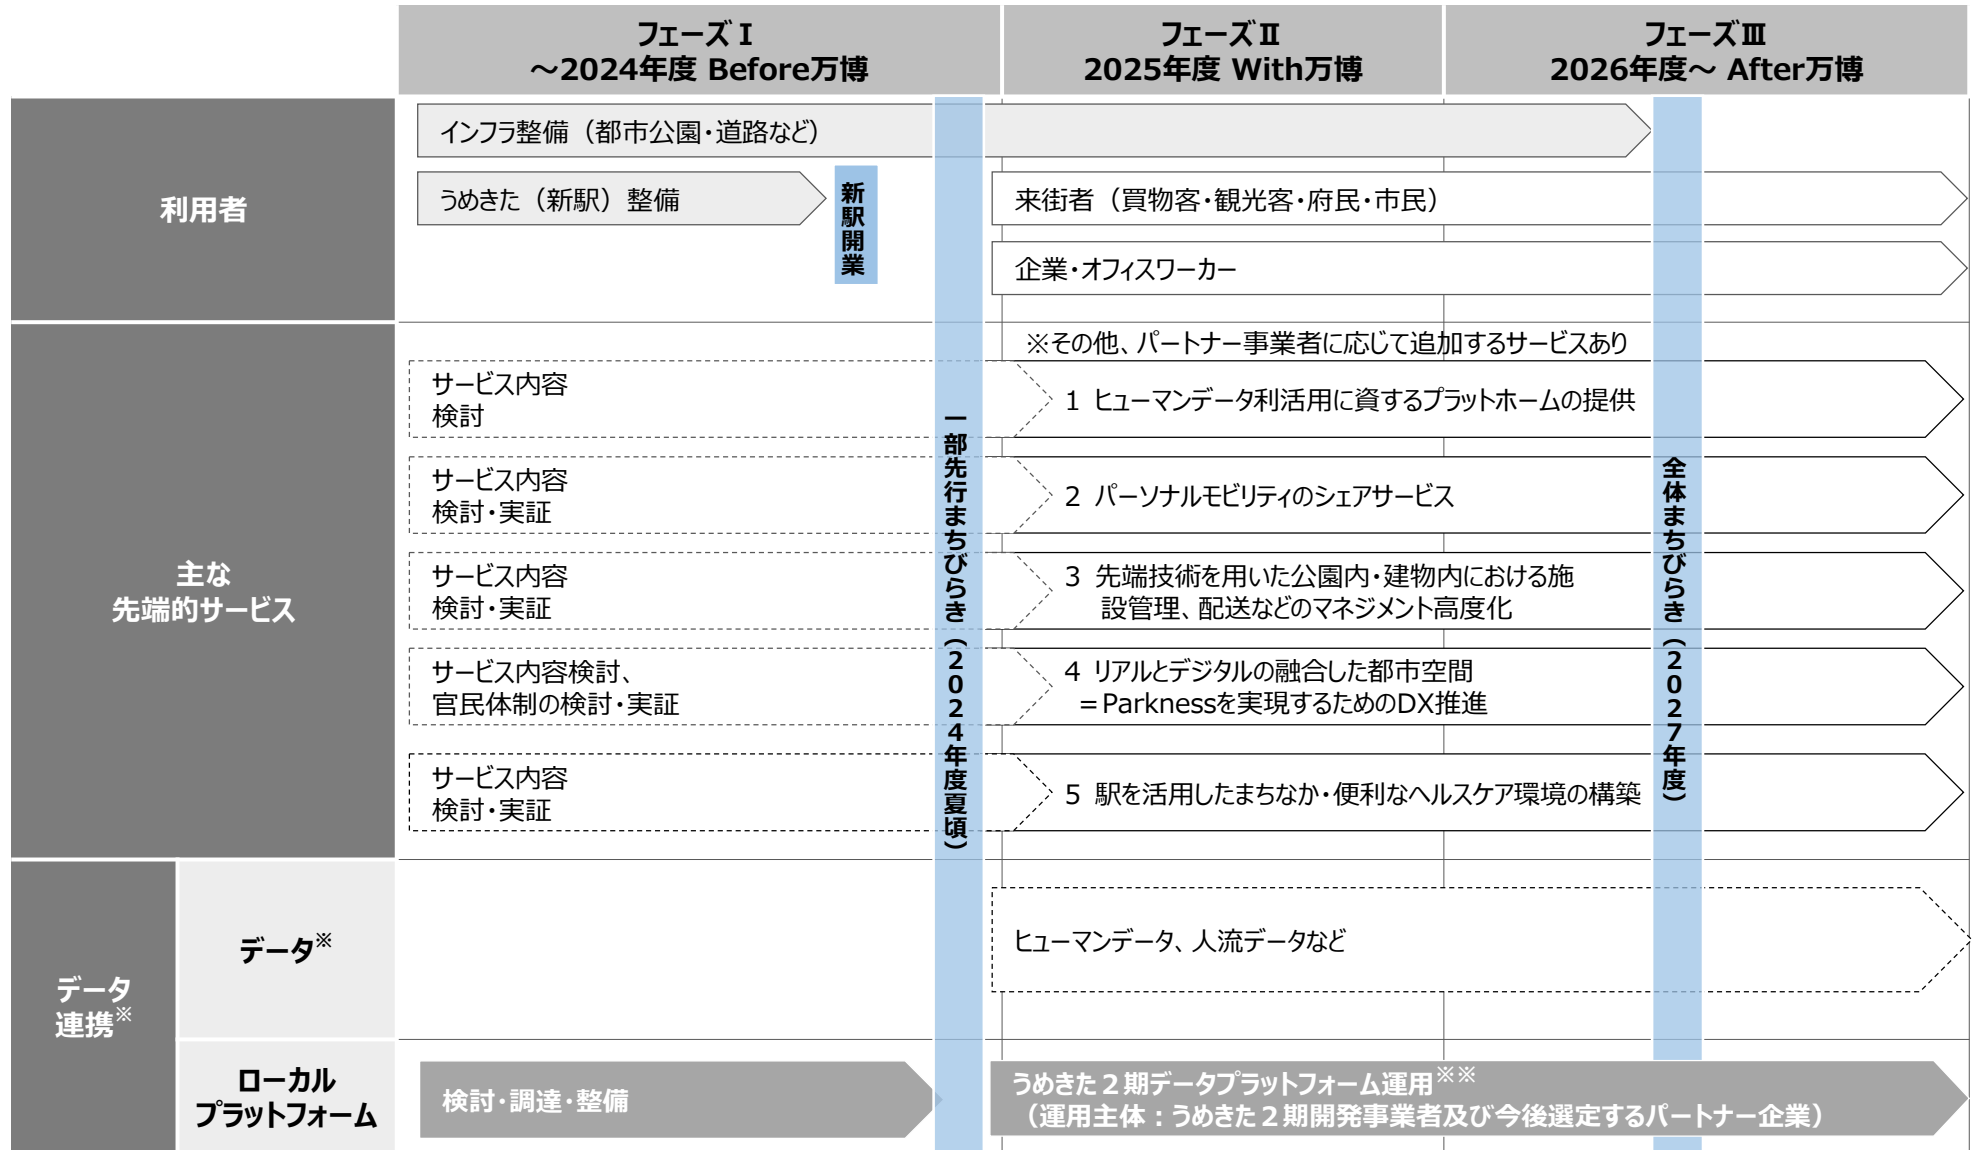 フェーズⅠ
～2024年度 Before万博
フェーズⅡ
2025年度 With万博
フェーズⅢ
2026年度～ After万博
利用者
インフラ整備（都市公園・道路など）
うめきた（新駅）整備
新駅開業
来街者（買物客・観光客・府民・市民）
企業・オフィスワーカー
一部先行まちびらき（2024年度夏頃）
全体まちびらき（2027年度）
主な
先端的サービス
※その他、パートナー事業者に応じて追加するサービスあり
サービス内容
検討
1 ヒューマンデータ利活用に資するプラットホームの提供
サービス内容
検討・実証
2 パーソナルモビリティのシェアサービス
サービス内容
検討・実証
3 先端技術を用いた公園内・建物内における施
設管理、配送などのマネジメント高度化
サービス内容検討、
官民体制の検討・実証
4 リアルとデジタルの融合した都市空間
＝Parknessを実現するためのDX推進
サービス内容
検討・実証
5 駅を活用したまちなか・便利なヘルスケア環境の構築
データ
連携※
データ※
ヒューマンデータ、人流データなど
ローカル
プラットフォーム
検討・調達・整備
うめきた２期データプラットフォーム運用※※
（運用主体：うめきた２期開発事業者及び今後選定するパートナー企業）